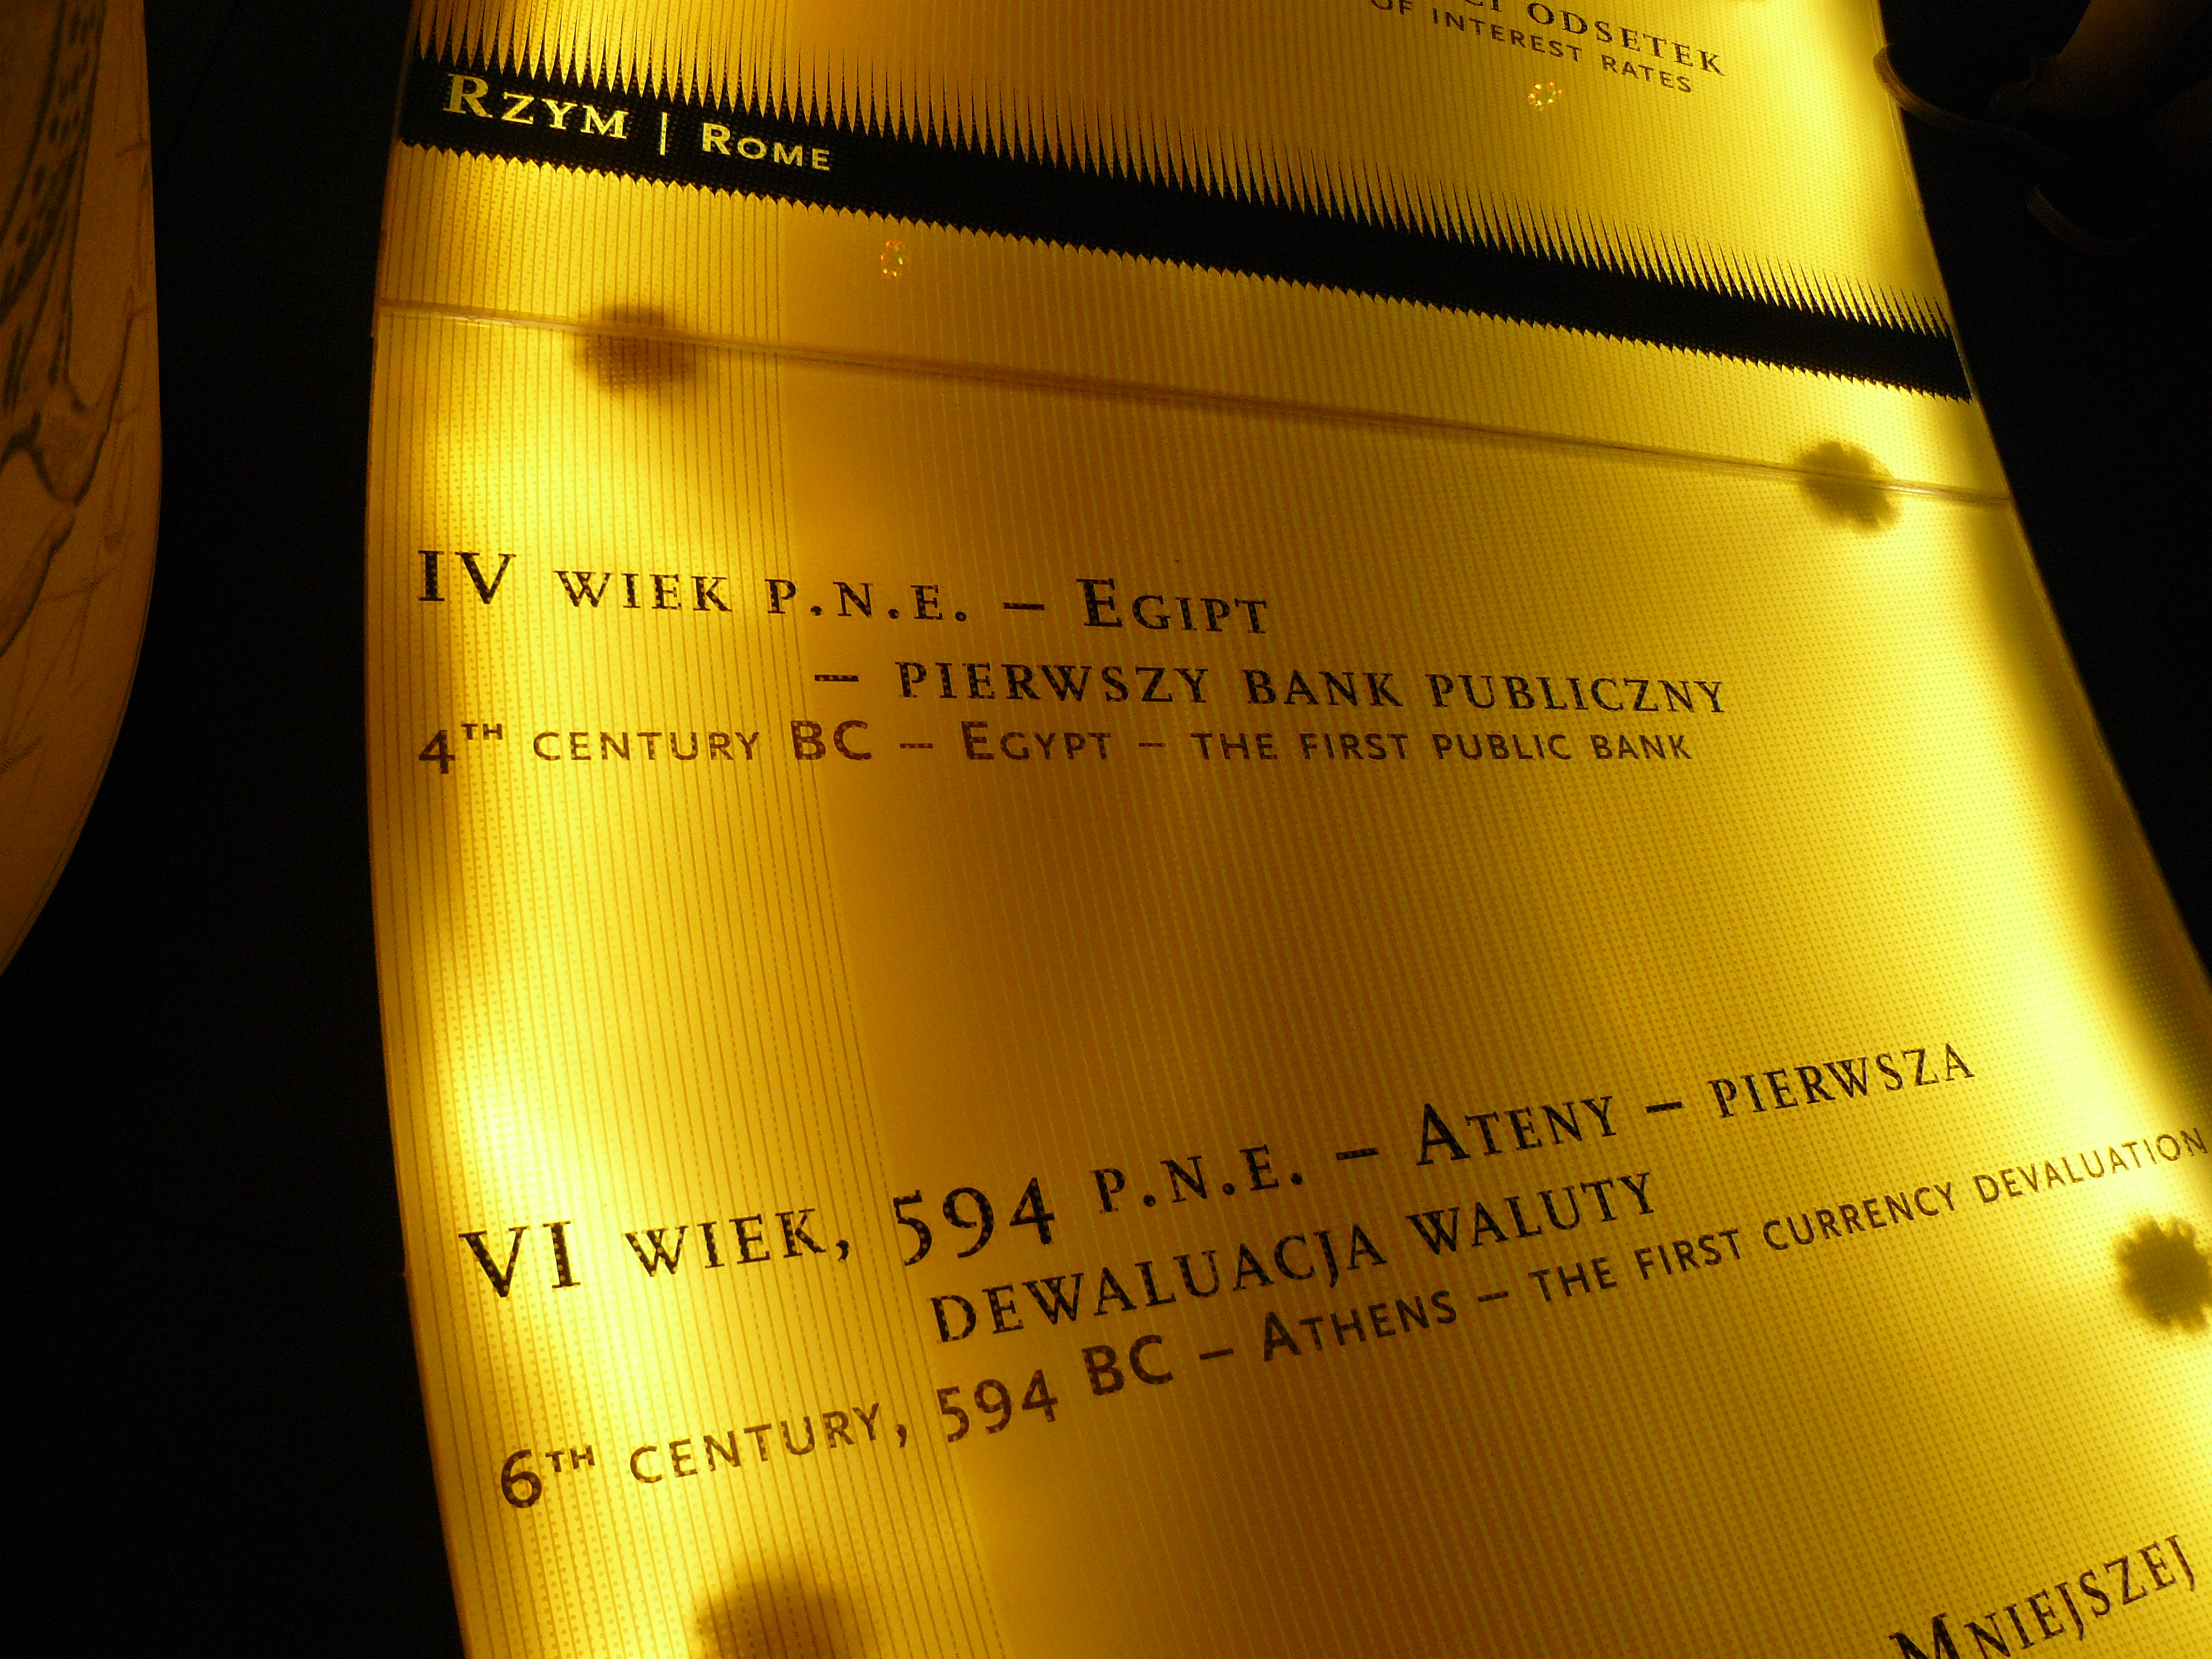 ODSETEK
OF INTEREST RATES
RZYM | ROME
IV WIEK P.N.E. – EGIPT
– PIERWSZY BANK PUBLICZNY
4TH CENTURY BC – EGYPT – THE FIRST PUBLIC BANK
VI WIEK, 594 P.N.E. – ATENY – PIERWSZA
DEWALUACJA WALUTY
6TH CENTURY, 594 BC – ATHENS – THE FIRST CURRENCY DEVALUATION
MNIEJSZEJ